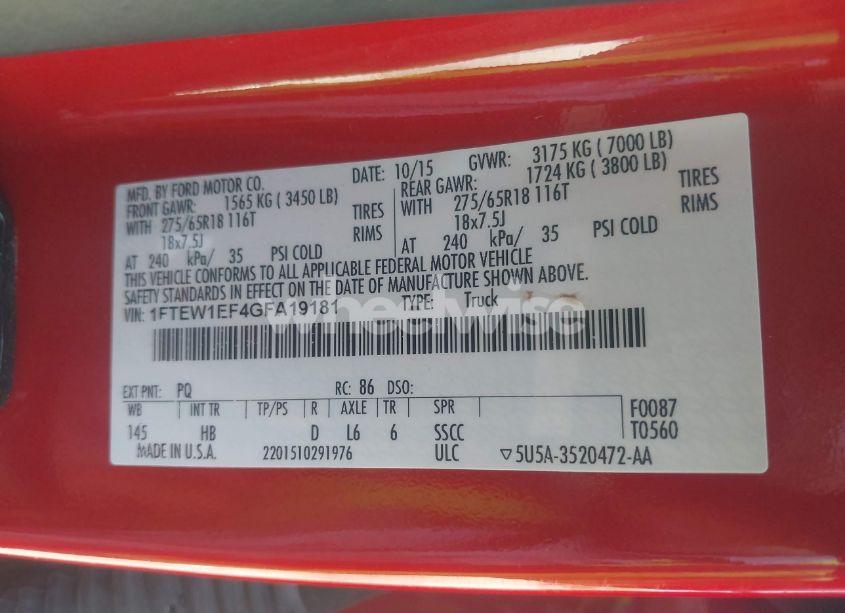 MFD. BY FORD MOTOR CO.
DATE: 10/15 GVWR: 3175 KG ( 7000 LB)
FRONT GAWR: 1565 KG ( 3450 LB) REAR GAWR: 1724 KG ( 3800 LB)
WITH 275/65R18 116T TIRES WITH 275/65R18 116T TIRES
18x7.5J RIMS 18x7.5J RIMS
AT 240 kPa/ 35 PSI COLD AT 240 kPa/ 35 PSI COLD
THIS VEHICLE CONFORMS TO ALL APPLICABLE FEDERAL MOTOR VEHICLE
SAFETY STANDARDS IN EFFECT ON THE DATE OF MANUFACTURE SHOWN ABOVE.
VIN: 1FTEW1EF4GFA19181 TYPE: Truck
wheelwise
EXT PNT: PQ RC: 86 DSO:
WB INT TR TP/PS R AXLE TR SPR F0087
145 HB D L6 6 SSCC T0560
MADE IN U.S.A. 2201510291976 ULC ▽5U5A-3520472-AA